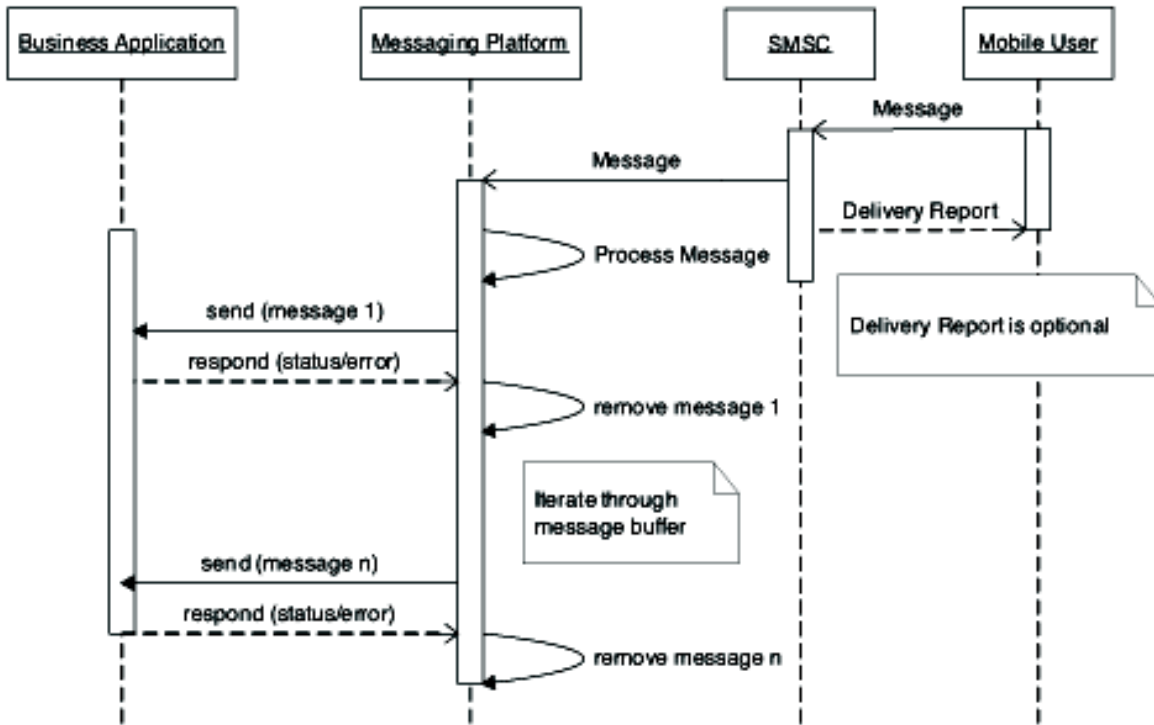 Business Application
Messaging Platform
SMSC
Mobile User
Message
Message
Delivery Report
Process Message
send (message 1)
Delivery Report is optional
respond (status/error)
remove message 1
Iterate through
message buffer
send (message n)
respond (status/error)
remove message n